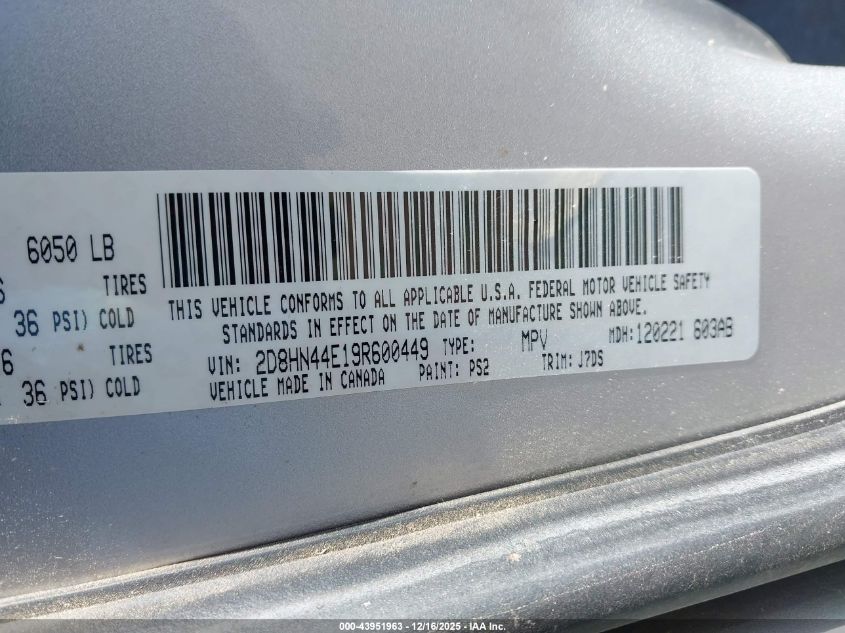 6050 LB
TIRES
36 PSI) COLD
6 TIRES
36 PSI) COLD
THIS VEHICLE CONFORMS TO ALL APPLICABLE U.S.A. FEDERAL MOTOR VEHICLE SAFETY
STANDARDS IN EFFECT ON THE DATE OF MANUFACTURE SHOWN ABOVE.
VIN: 2D8HN44E19R600449 TYPE: MPV MDH:120221 603AB
VEHICLE MADE IN CANADA PAINT: PS2 TRIM: J7DS
000-43951963 - 12/16/2025 - IAA Inc.